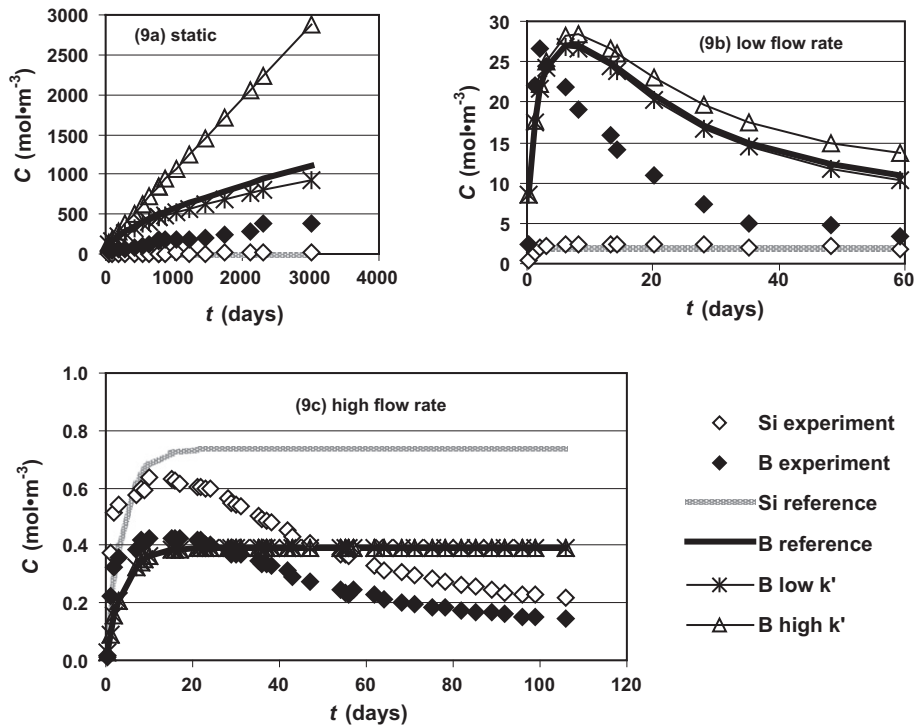 (9a) static
C (mol•m-3)
3000
2500
2000
1500
1000
500
0
0 1000 2000 3000 4000
t (days)
(9b) low flow rate
C (mol•m-3)
30
25
20
15
10
5
0
0 20 40 60
t (days)
(9c) high flow rate
C (mol•m-3)
1.0
0.8
0.6
0.4
0.2
0.0
0 20 40 60 80 100 120
t (days)
Si experiment
B experiment
Si reference
B reference
B low k'
B high k'